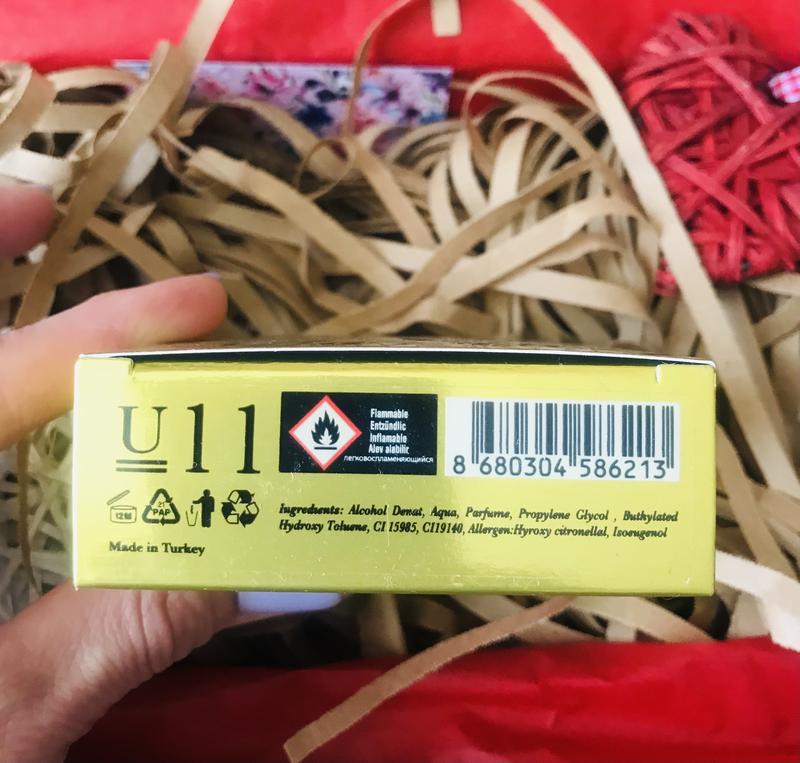 U11
Flammable
Entzündlic
Inflamable
Alev alabilir
легковоспламеняющийся
8 680304 586213
12M
21
PAP
Ingredients: Alcohol Denat, Aqua, Parfume, Propylene Glycol , Buthylated
Hydroxy Toluene, CI 15985, CI19140, Allergen:Hyroxy citronellal, Isoeugenol
Made in Turkey